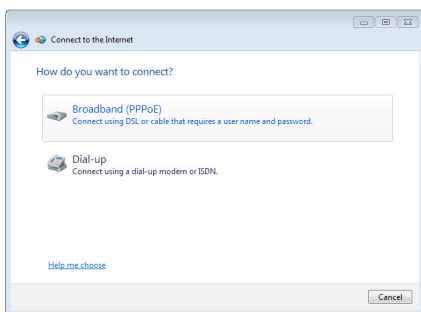 Connect to the Internet
How do you want to connect?
Broadband (PPPoE)
Connect using DSL or cable that requires a user name and password.
Dial-up
Connect using a dial-up modem or ISDN.
Help me choose
Cancel